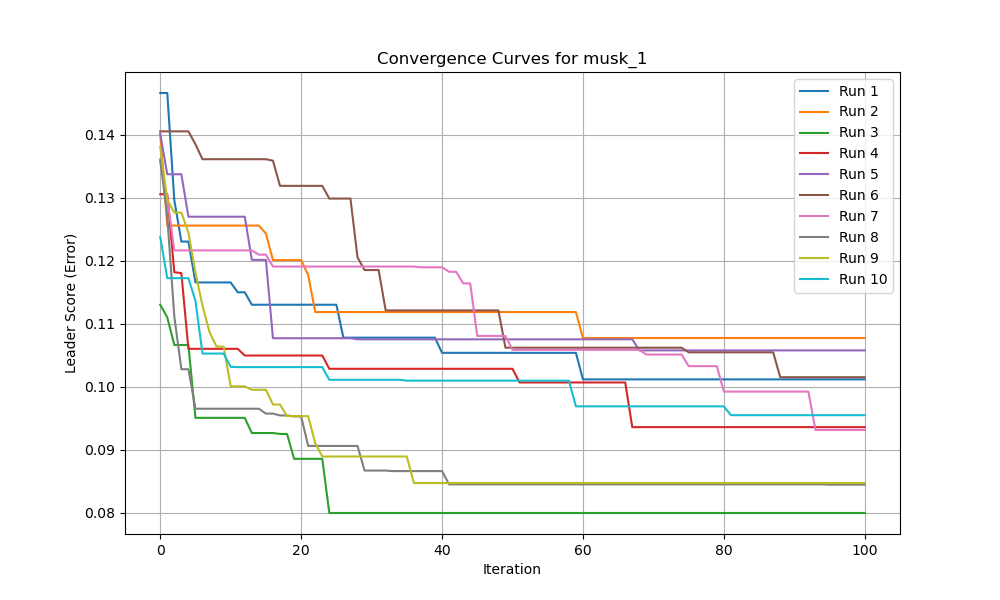 Convergence Curves for musk_1
Leader Score (Error)
0.14
0.13
0.12
0.11
0.10
0.09
0.08
0
20
40
60
80
100
Iteration
Run 1
Run 2
Run 3
Run 4
Run 5
Run 6
Run 7
Run 8
Run 9
Run 10